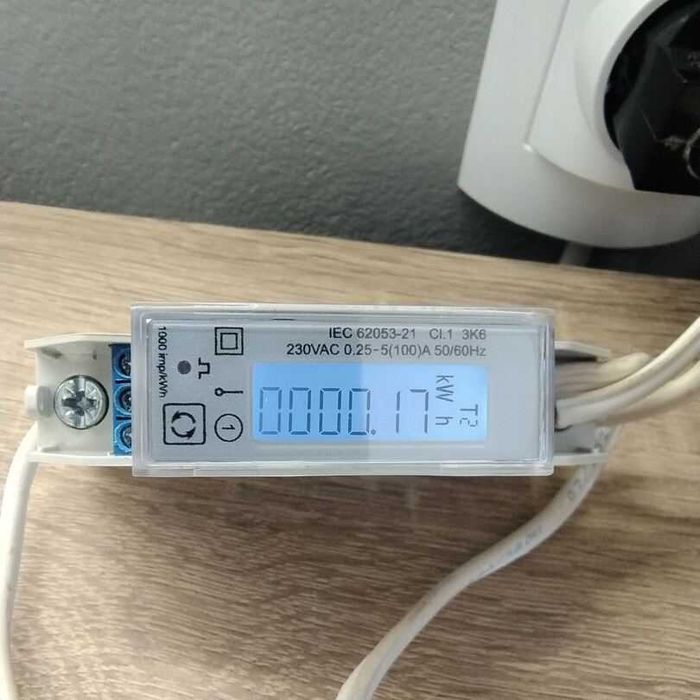 IEC 62053-21 Cl.1 3K6
230VAC 0.25-5(100)A 50/60Hz
1000 imp/kWh
0000.17
kWh
T2
1